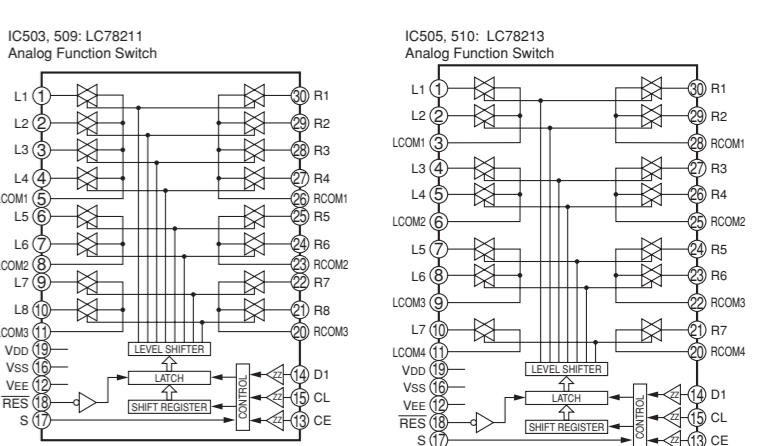 IC503, 509: LC78211
Analog Function Switch
L1 1
30 R1
L2 2
29 R2
L3 3
28 R3
L4 4
27 R4
COM1 5
26 RCOM1
L5 6
25 R5
L6 7
24 R6
COM2 8
23 RCOM2
L7 9
22 R7
L8 10
21 R8
COM3 11
20 RCOM3
VDD 19
VSS 16
VEE 12
RES 18
S 17
LEVEL SHIFTER
LATCH
SHIFT REGISTER
CONTROL
14 D1
15 CL
13 CE
IC505, 510: LC78213
Analog Function Switch
L1 1
30 R1
L2 2
29 R2
LCOM1 3
28 RCOM1
L3 4
27 R3
L4 5
26 R4
LCOM2 6
25 RCOM2
L5 7
24 R5
L6 8
23 R6
LCOM3 9
22 RCOM3
L7 10
21 R7
LCOM4 11
20 RCOM4
VDD 19
VSS 16
VEE 12
RES 18
S 17
LEVEL SHIFTER
LATCH
SHIFT REGISTER
CONTROL
14 D1
15 CL
13 CE